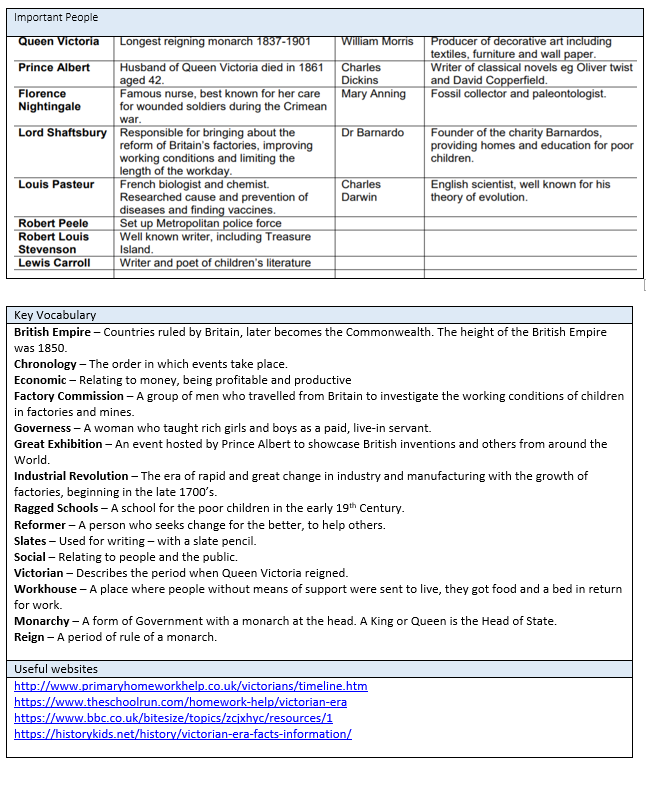 Important People
Queen Victoria Longest reigning monarch 1837-1901 William Morris Producer of decorative art including
textiles, furniture and wall paper.
Prince Albert Husband of Queen Victoria died in 1861 Charles Writer of classical novels eg Oliver twist
aged 42. Dickins and David Copperfield.
Florence Famous nurse, best known for her care Mary Anning Fossil collector and paleontologist.
Nightingale for wounded soldiers during the Crimean
war.
Lord Shaftsbury Responsible for bringing about the Dr Barnardo Founder of the charity Barnardos,
reform of Britain's factories, improving providing homes and education for poor
working conditions and limiting the children.
length of the workday.
Louis Pasteur French biologist and chemist. Charles English scientist, well known for his
Researched cause and prevention of Darwin theory of evolution.
diseases and finding vaccines.
Robert Peele Set up Metropolitan police force
Robert Louis Well known writer, including Treasure
Stevenson Island.
Lewis Carroll Writer and poet of children's literature
Key Vocabulary
British Empire – Countries ruled by Britain, later becomes the Commonwealth. The height of the British Empire
was 1850.
Chronology – The order in which events take place.
Economic – Relating to money, being profitable and productive
Factory Commission – A group of men who travelled from Britain to investigate the working conditions of children
in factories and mines.
Governess – A woman who taught rich girls and boys as a paid, live-in servant.
Great Exhibition – An event hosted by Prince Albert to showcase British inventions and others from around the
World.
Industrial Revolution – The era of rapid and great change in industry and manufacturing with the growth of
factories, beginning in the late 1700's.
Ragged Schools – A school for the poor children in the early 19th Century.
Reformer – A person who seeks change for the better, to help others.
Slates – Used for writing – with a slate pencil.
Social – Relating to people and the public.
Victorian – Describes the period when Queen Victoria reigned.
Workhouse – A place where people without means of support were sent to live, they got food and a bed in return
for work.
Monarchy – A form of Government with a monarch at the head. A King or Queen is the Head of State.
Reign – A period of rule of a monarch.
Useful websites
http://www.primaryhomeworkhelp.co.uk/victorians/timeline.htm
https://www.theschoolrun.com/homework-help/victorian-era
https://www.bbc.co.uk/bitesize/topics/zcjxhyc/resources/1
https://historykids.net/history/victorian-era-facts-information/